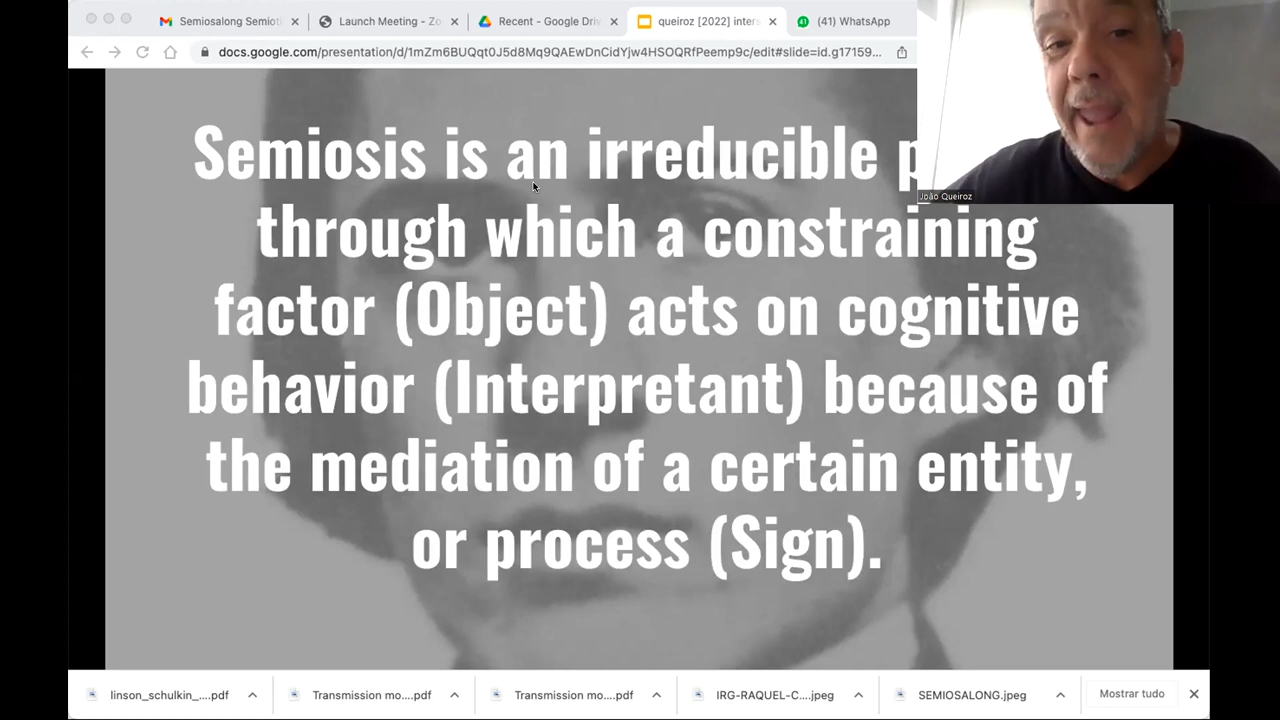 Semiosalong Semioti
Launch Meeting - Zo
Recent - Google Driv
queiroz [2022] inters
(41) WhatsApp
docs.google.com/presentation/d/1mZm6BUQqt0J5d8Mq9QAEwDnCidYjw4HSOQRfPeemp9c/edit#slide=id.g17159...
João Queiroz
Semiosis is an irreducible p
through which a constraining
factor (Object) acts on cognitive
behavior (Interpretant) because of
the mediation of a certain entity,
or process (Sign).
linson_schulkin_....pdf
Transmission mo....pdf
Transmission mo....pdf
IRG-RAQUEL-C....jpeg
SEMIOSALONG.jpeg
Mostrar tudo